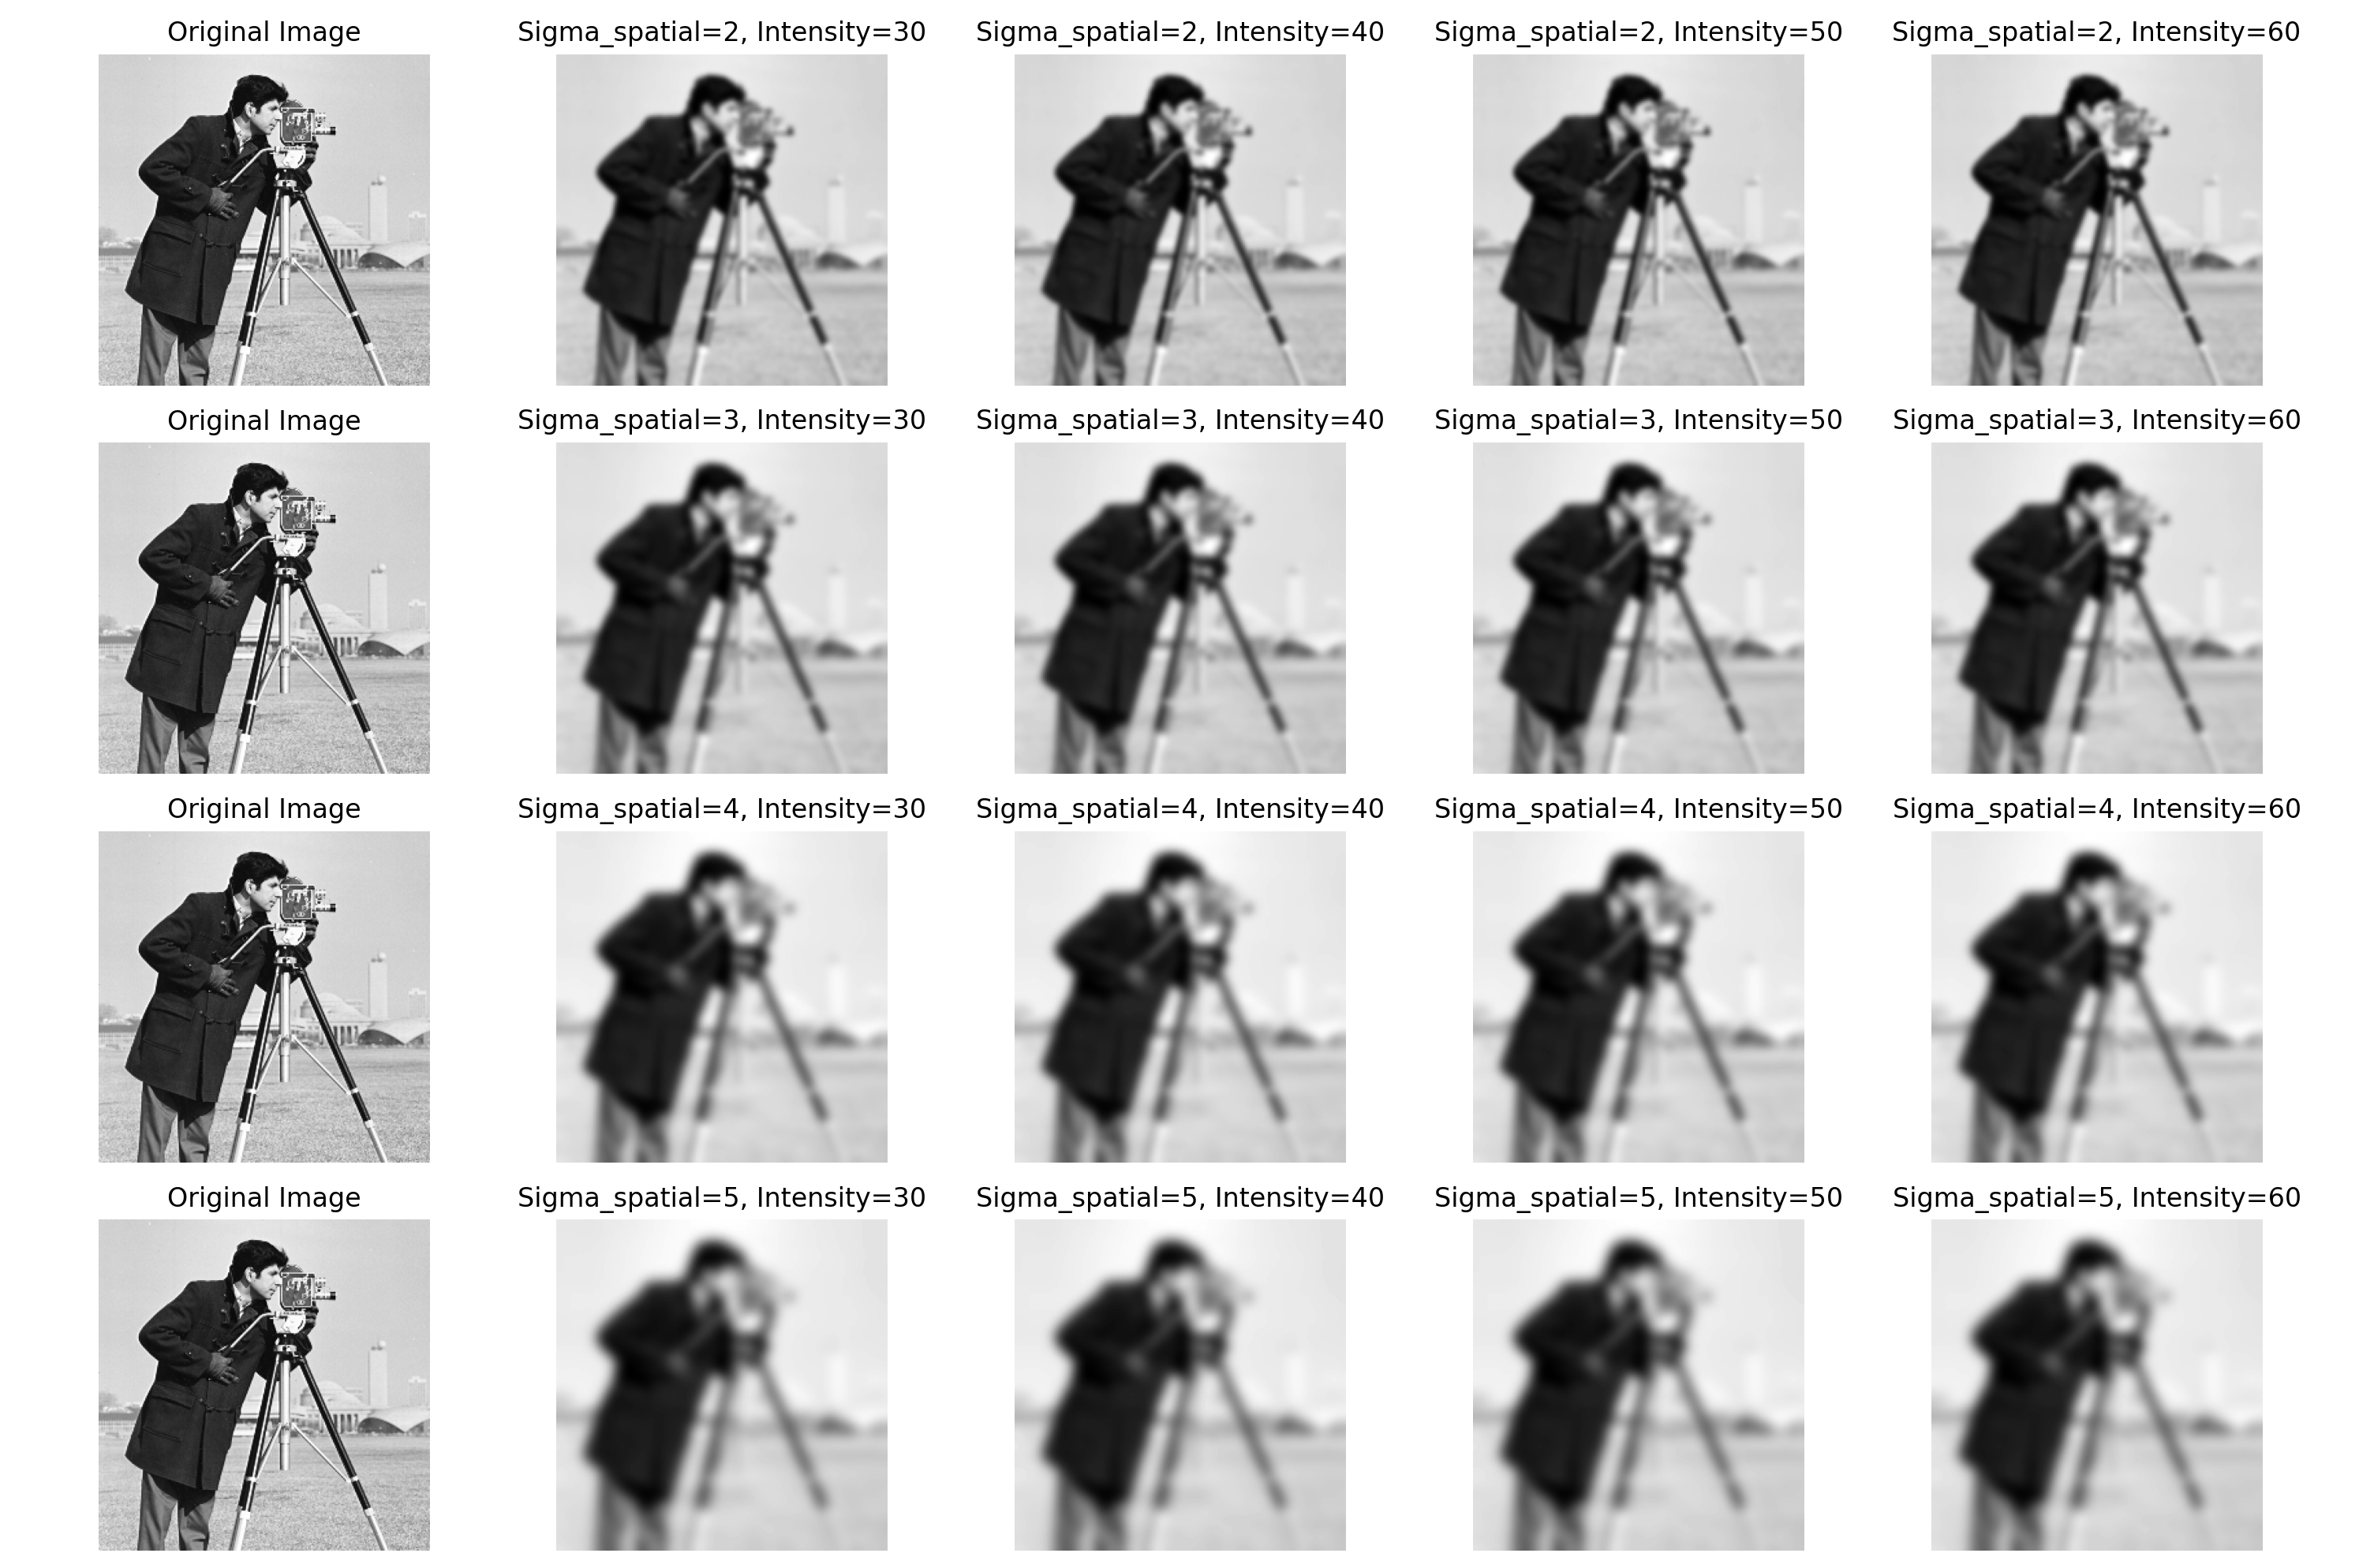 Original Image
Sigma_spatial=2, Intensity=30
Sigma_spatial=2, Intensity=40
Sigma_spatial=2, Intensity=50
Sigma_spatial=2, Intensity=60
Original Image
Sigma_spatial=3, Intensity=30
Sigma_spatial=3, Intensity=40
Sigma_spatial=3, Intensity=50
Sigma_spatial=3, Intensity=60
Original Image
Sigma_spatial=4, Intensity=30
Sigma_spatial=4, Intensity=40
Sigma_spatial=4, Intensity=50
Sigma_spatial=4, Intensity=60
Original Image
Sigma_spatial=5, Intensity=30
Sigma_spatial=5, Intensity=40
Sigma_spatial=5, Intensity=50
Sigma_spatial=5, Intensity=60